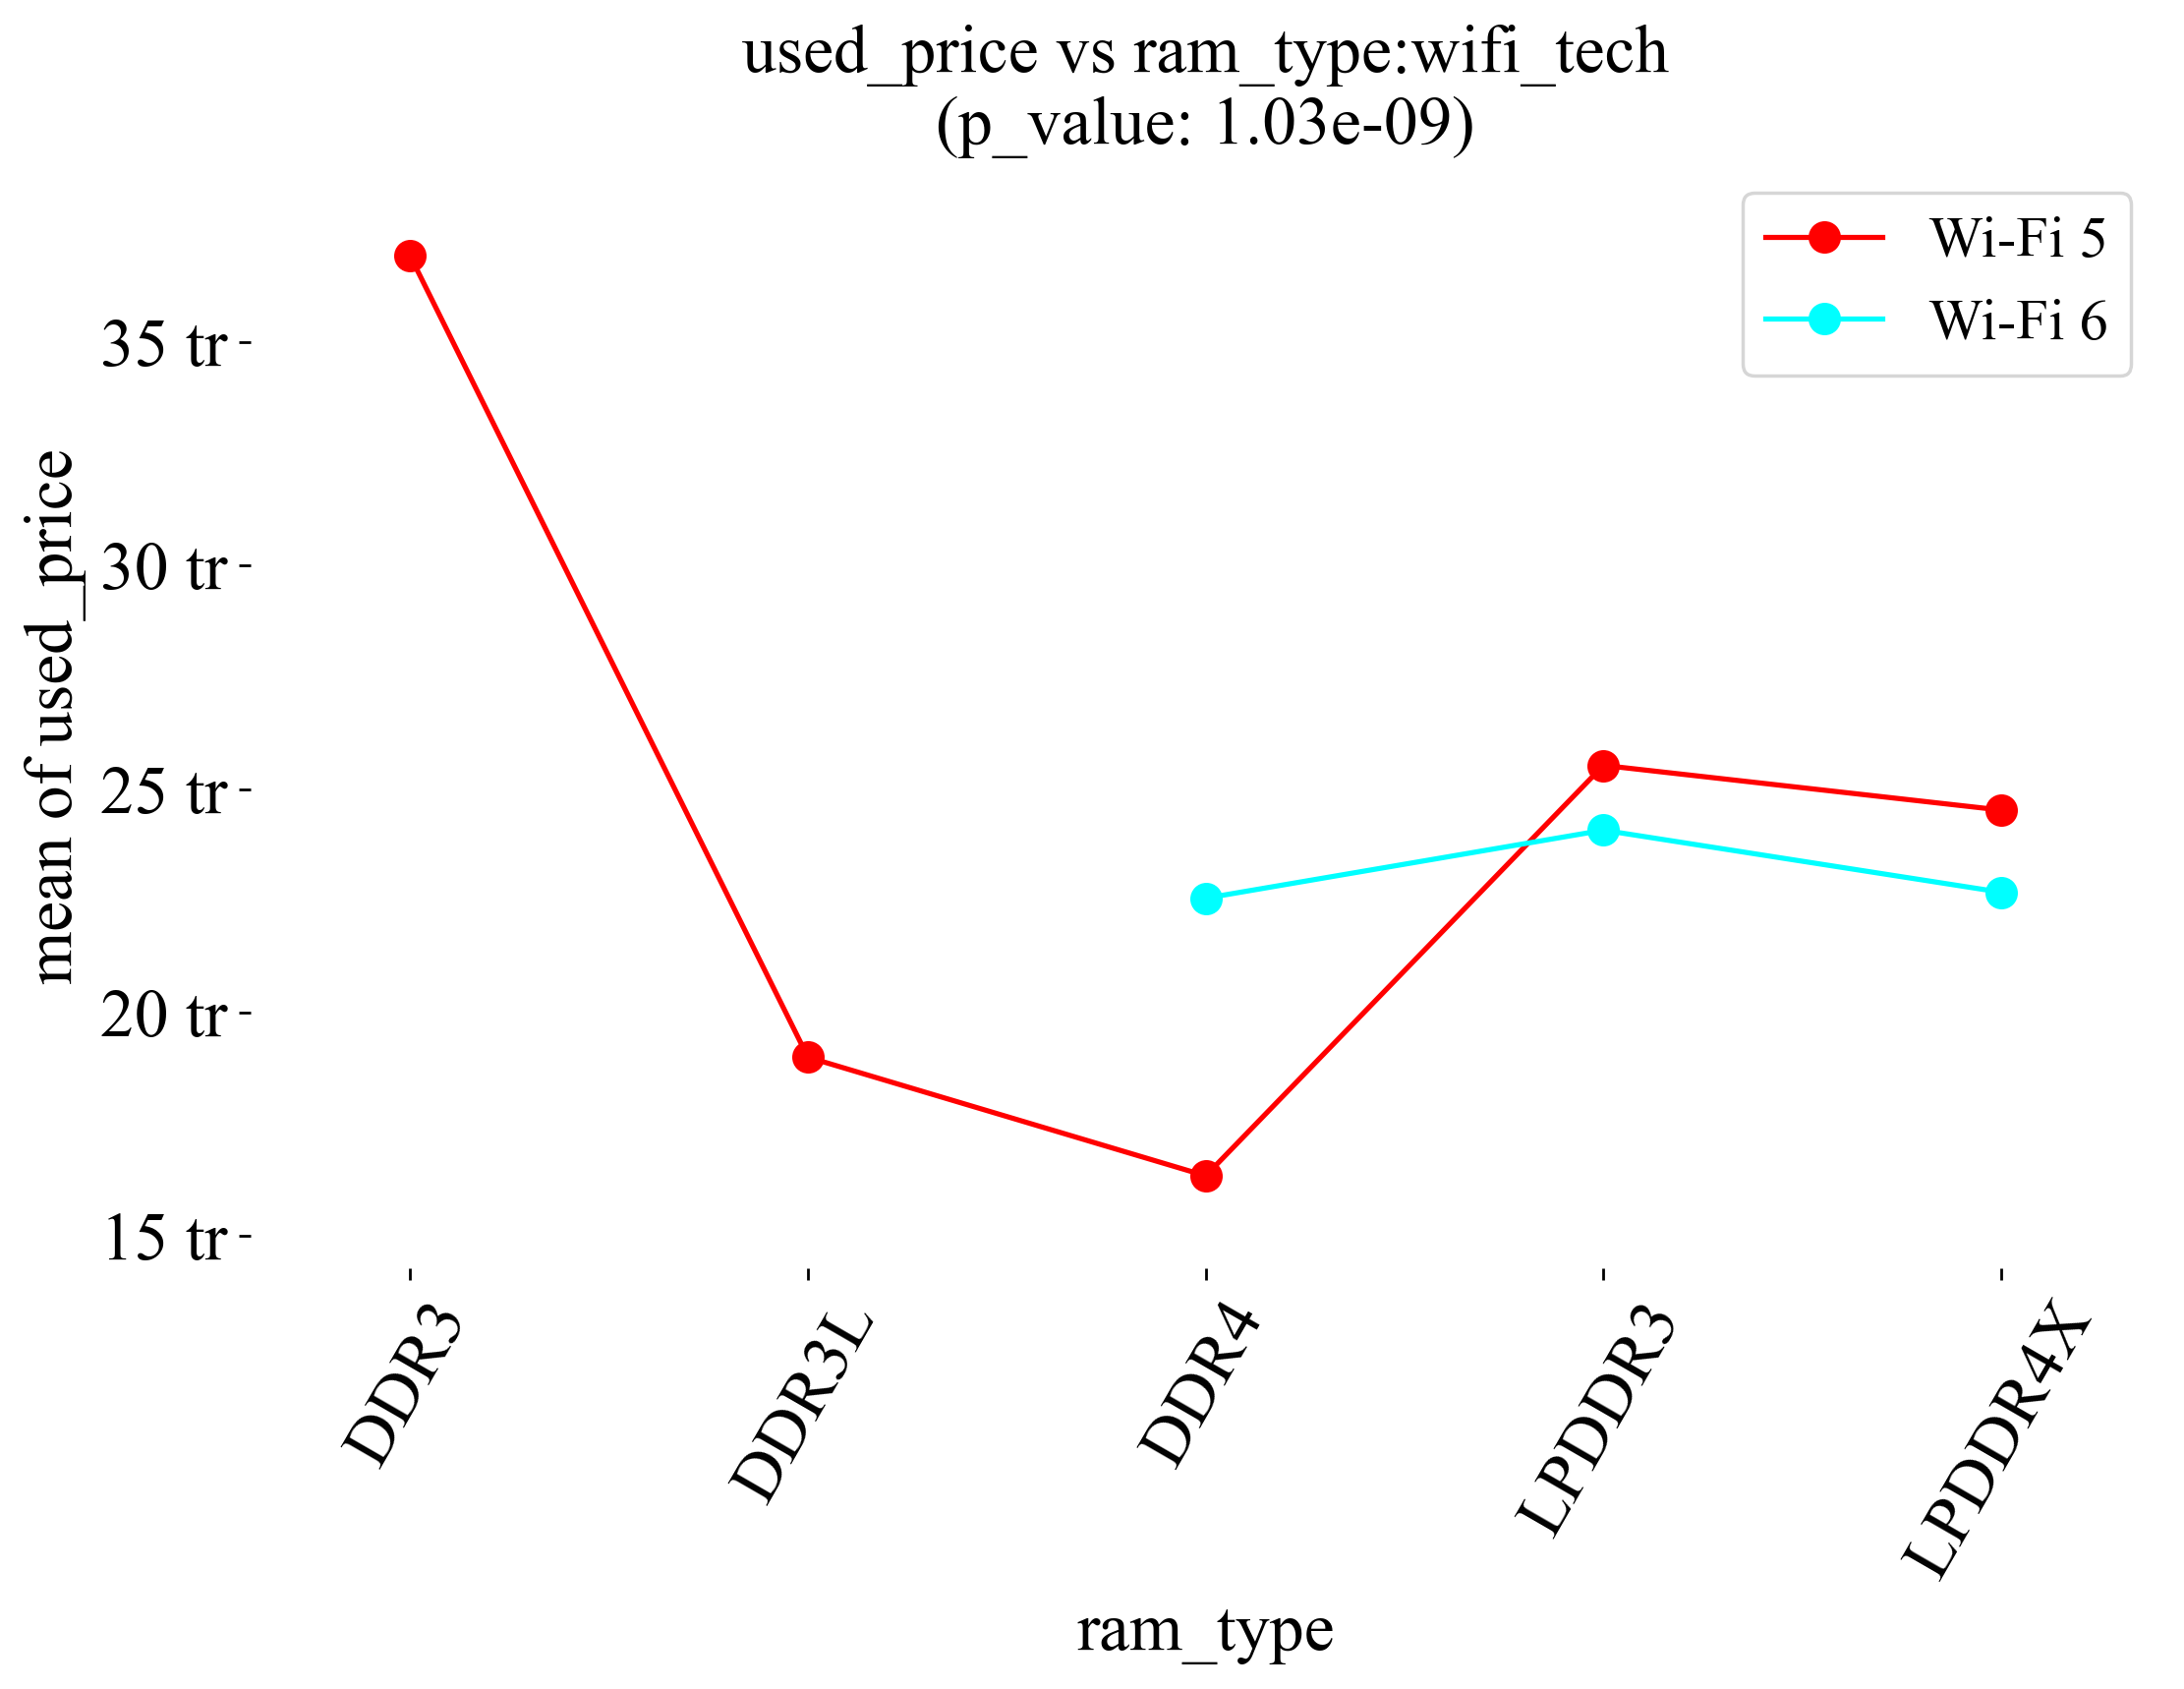 used_price vs ram_type:wifi_tech
(p_value: 1.03e-09)
Wi-Fi 5
Wi-Fi 6
mean of used_price
35 tr
30 tr
25 tr
20 tr
15 tr
DDR3
DDR3L
DDR4
LPDDR3
LPDDR4X
ram_type